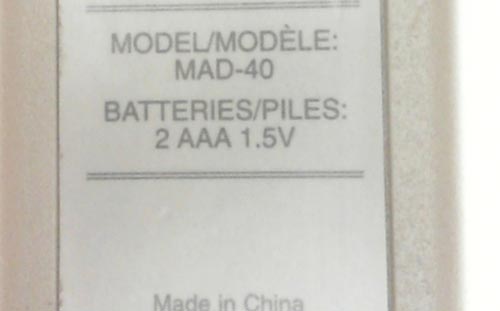 MODEL/MODÈLE:
MAD-40
BATTERIES/PILES:
2 AAA 1.5V
Made in China